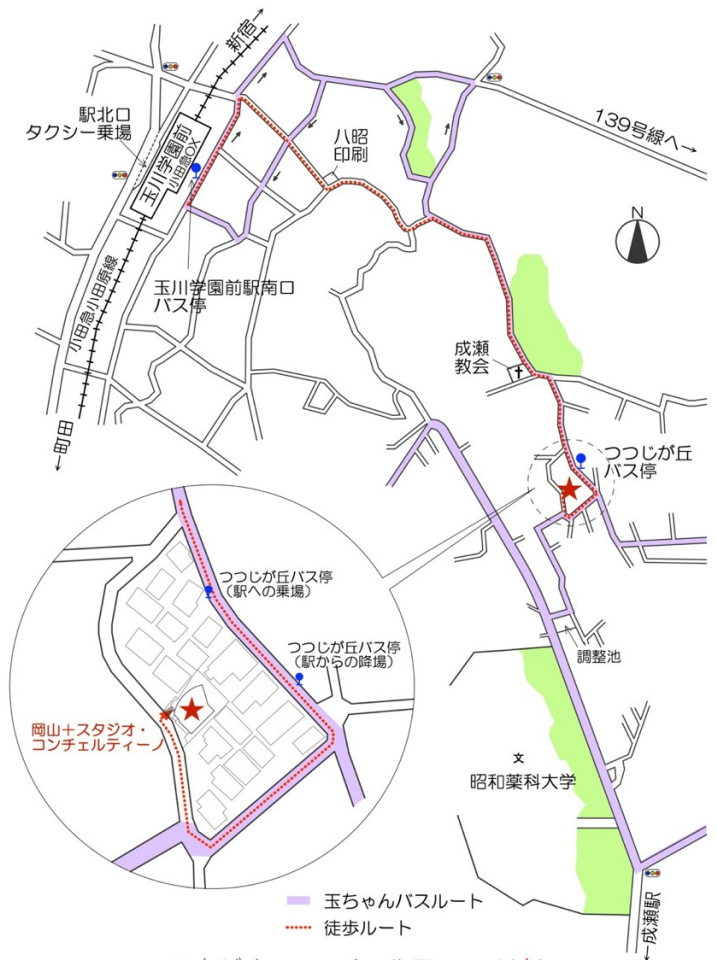 新宿→
駅北口
タクシー乗場
玉川学園前
小田急OX
八昭
印刷
139号線へ→
N
小田急小田原線
玉川学園前駅南口
バス停
成瀬
教会
つつじが丘
バス停
←町田
つつじが丘バス停
（駅への乗場）
つつじが丘バス停
（駅からの降場）
調整池
岡山＋スタジオ・
コンチェルティーノ
文
昭和薬科大学
玉ちゃんバスルート
徒歩ルート
←成瀬駅